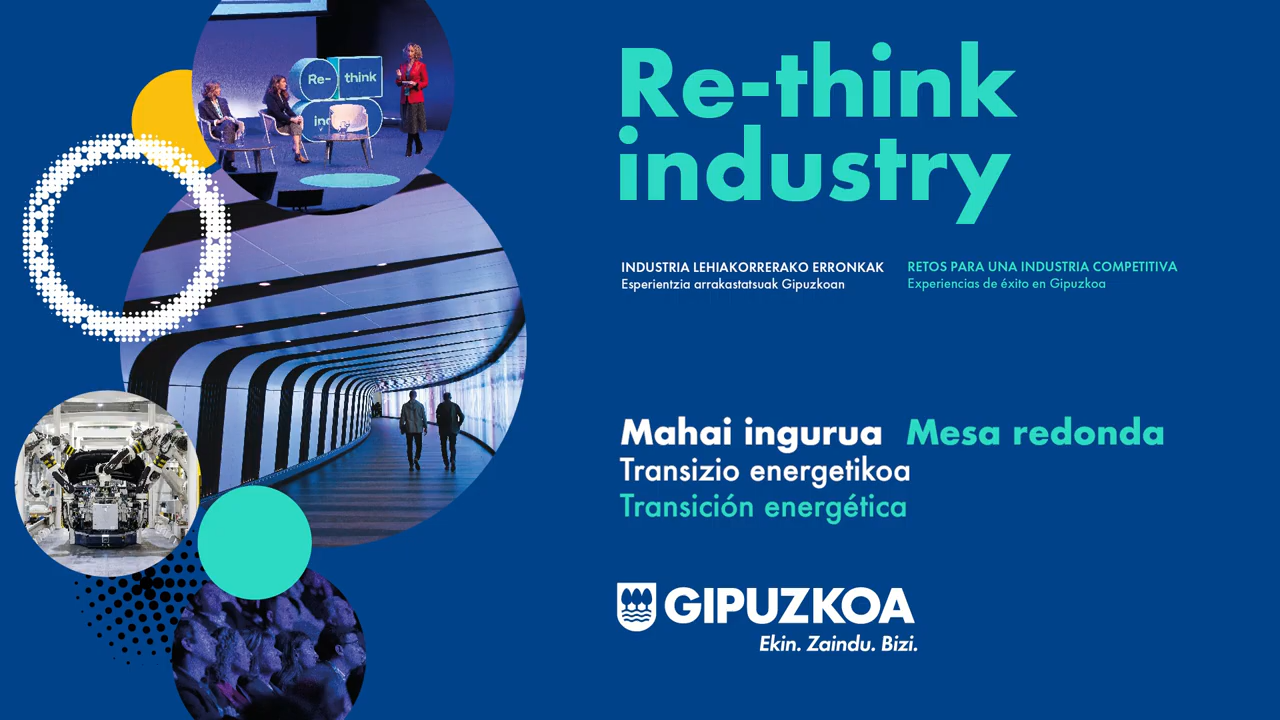 Re-
think
ind
Re-think
industry
INDUSTRIA LEHIAKORRERAKO ERRONKAK
Esperientzia arrakastatsuak Gipuzkoan
RETOS PARA UNA INDUSTRIA COMPETITIVA
Experiencias de éxito en Gipuzkoa
Mahai ingurua Mesa redonda
Transizio energetikoa
Transición energética
GIPUZKOA
Ekin. Zaindu. Bizi.